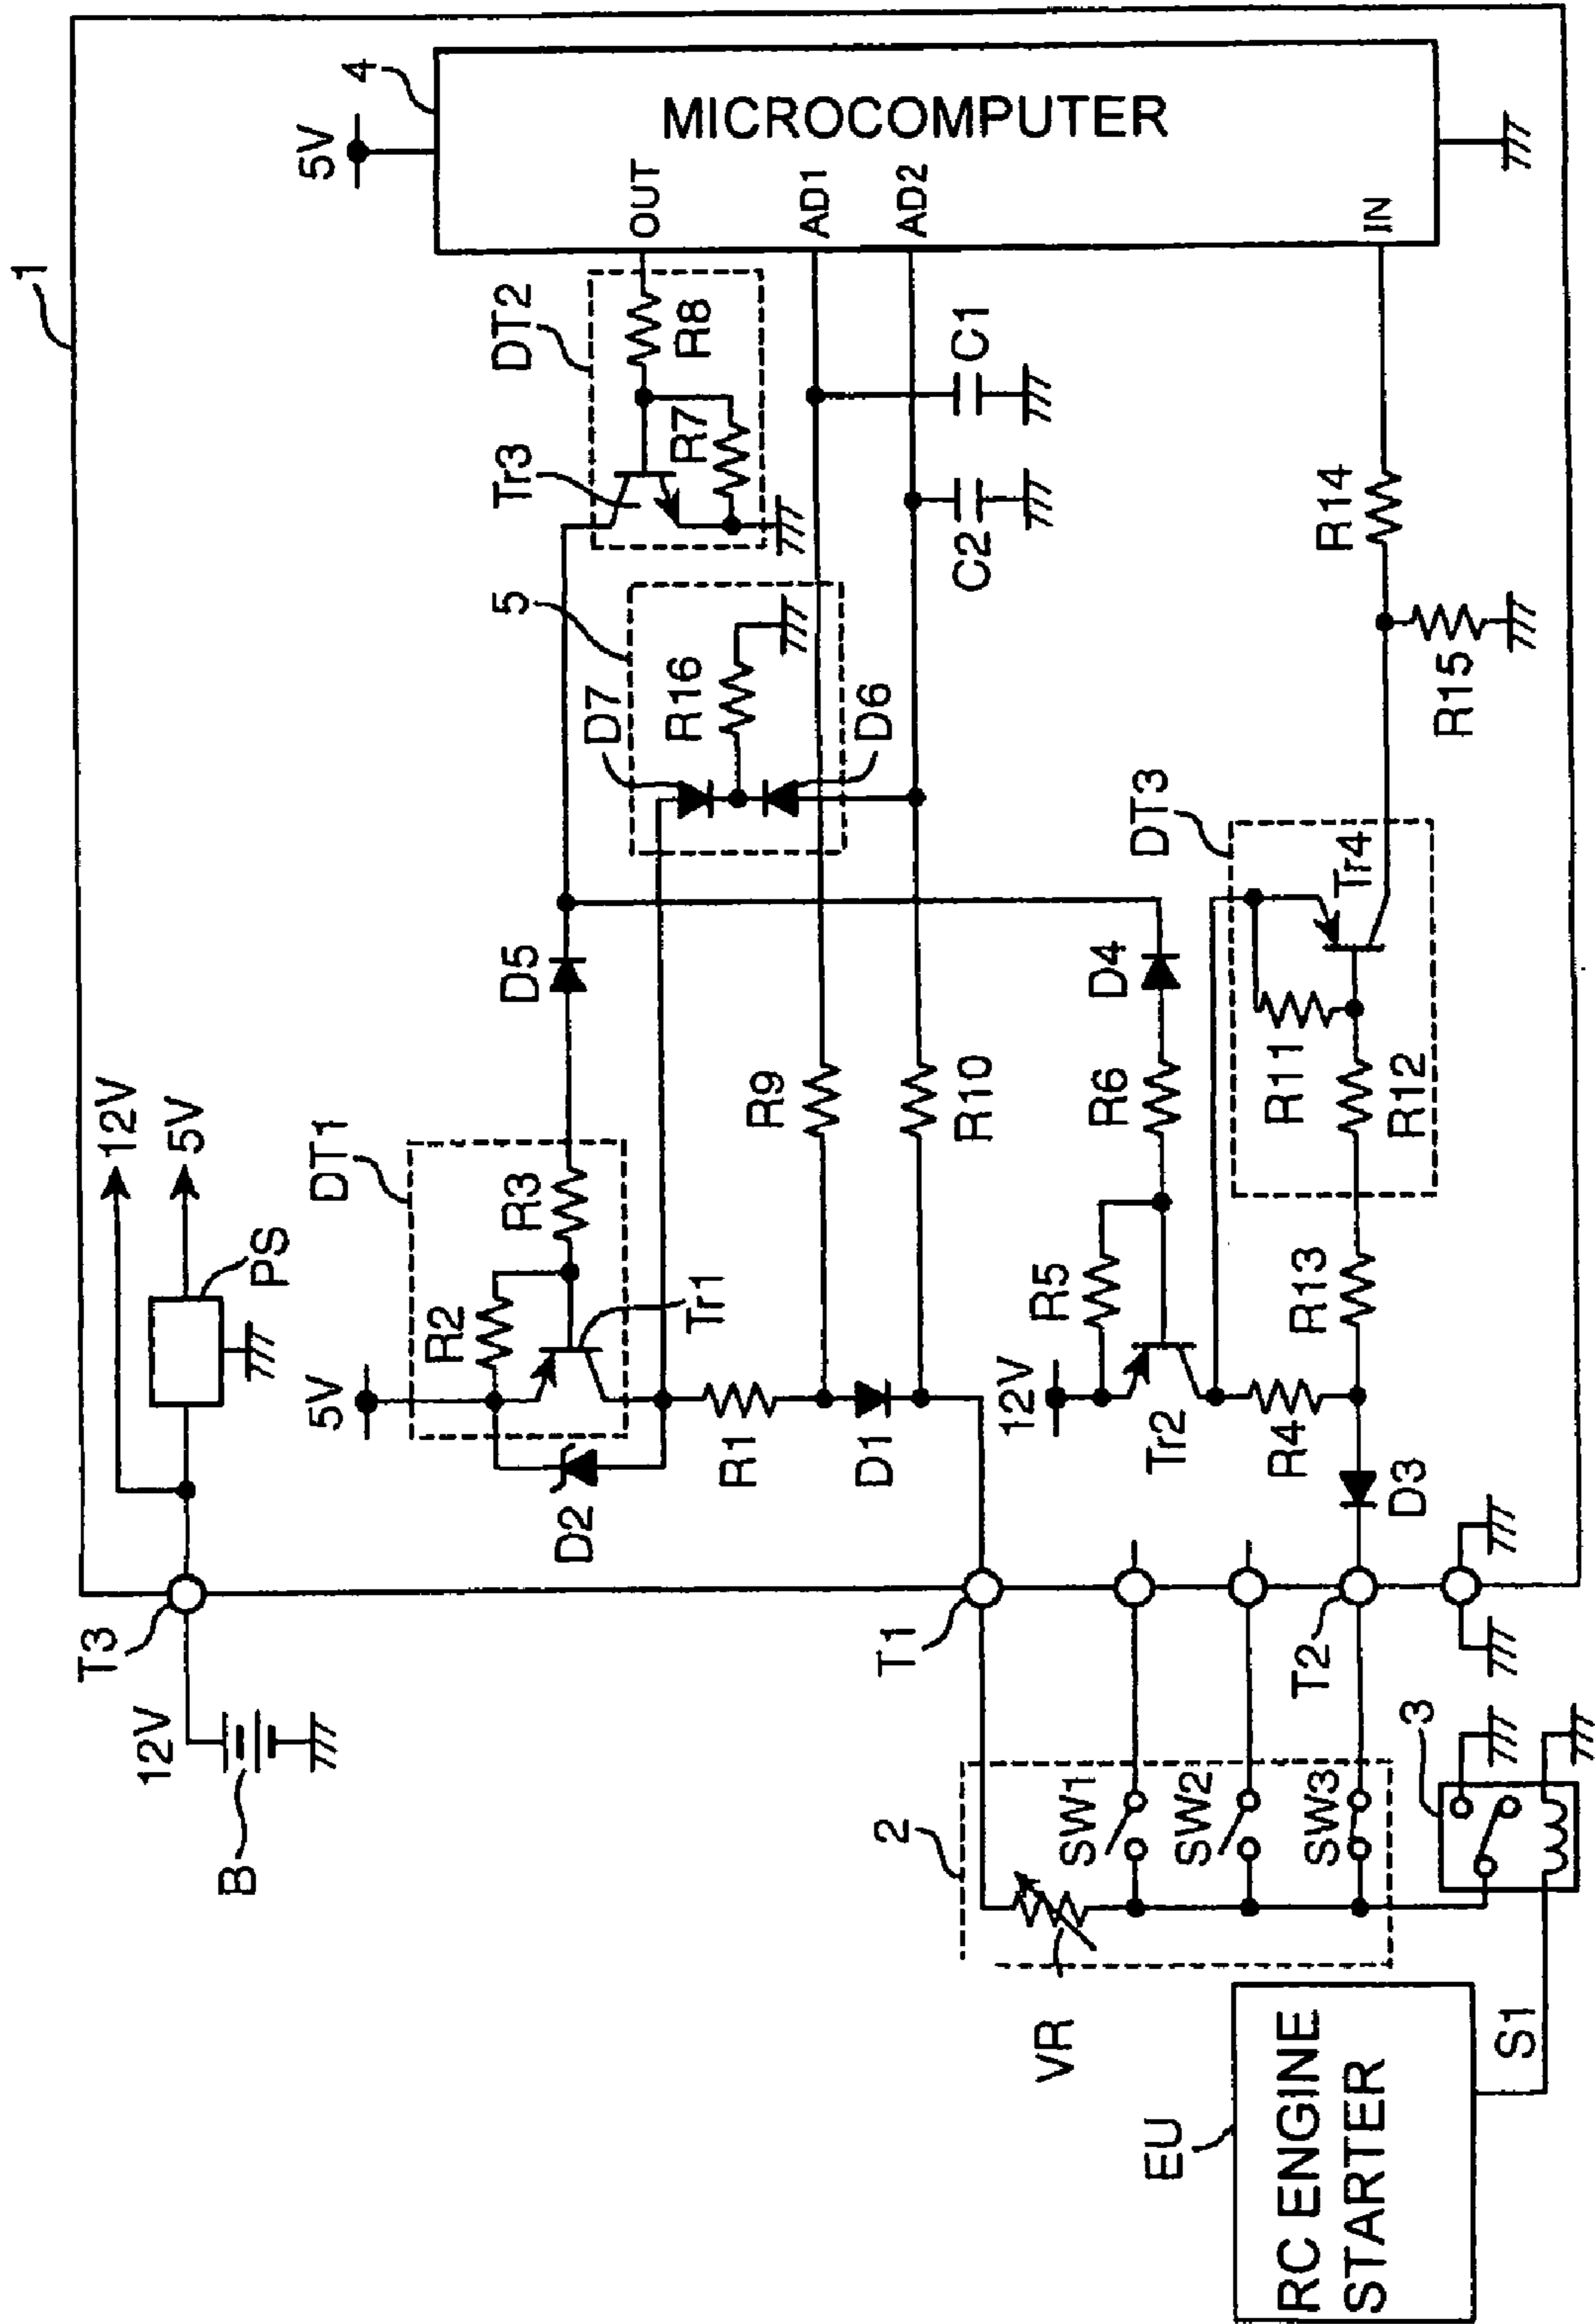 1
T3
12V
B
12V
5V
PS
5V
4
MICROCOMPUTER
OUT
AD1
AD2
IN
DT1
R2
R3
Tr1
D2
5V
D5
DT2
Tr3
R8
R7
5
D7
R16
D6
R1
R9
D1
R10
C1
C2
T1
2
VR
SW1
SW2
SW3
12V
R5
Tr2
R6
D4
R4
DT3
Tr4
R11
R12
R13
R14
R15
D3
T2
3
EU
RC ENGINE
STARTER
S1